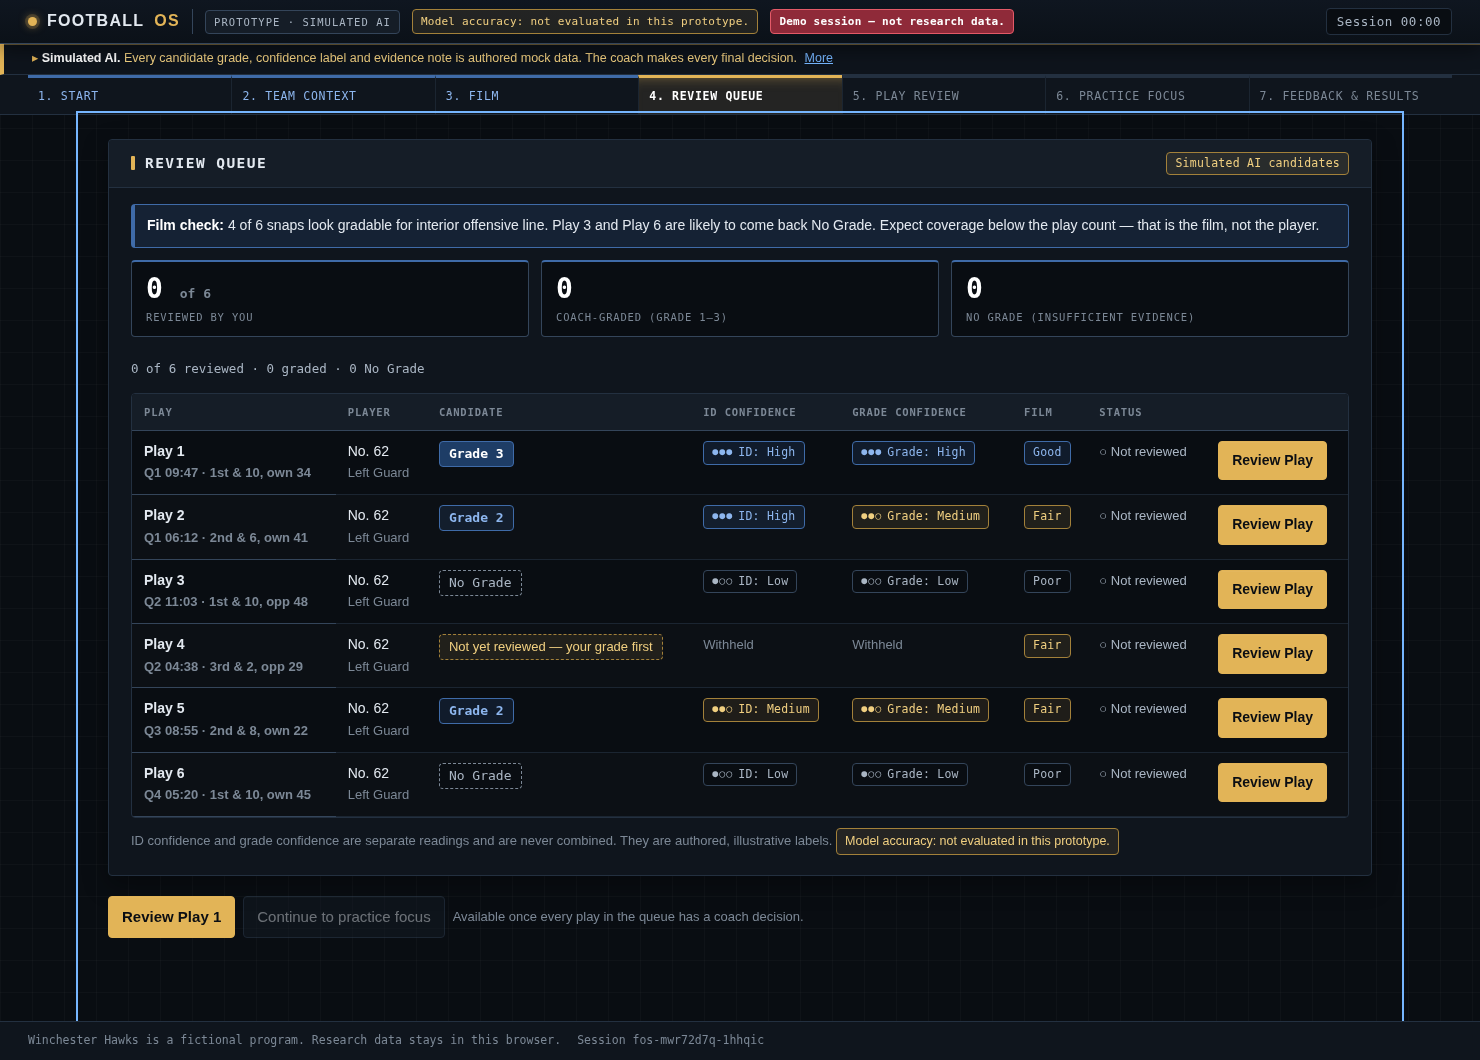 FOOTBALL OS
PROTOTYPE · SIMULATED AI
Model accuracy: not evaluated in this prototype.
Demo session — not research data.
Session 00:00
▸ Simulated AI. Every candidate grade, confidence label and evidence note is authored mock data. The coach makes every final decision. More
1. START
2. TEAM CONTEXT
3. FILM
4. REVIEW QUEUE
5. PLAY REVIEW
6. PRACTICE FOCUS
7. FEEDBACK & RESULTS
REVIEW QUEUE
Simulated AI candidates
Film check: 4 of 6 snaps look gradable for interior offensive line. Play 3 and Play 6 are likely to come back No Grade. Expect coverage below the play count — that is the film, not the player.
0 of 6
REVIEWED BY YOU
0
COACH-GRADED (GRADE 1–3)
0
NO GRADE (INSUFFICIENT EVIDENCE)
0 of 6 reviewed · 0 graded · 0 No Grade
PLAY PLAYER CANDIDATE ID CONFIDENCE GRADE CONFIDENCE FILM STATUS
Play 1 No. 62 Grade 3 ●●● ID: High ●●● Grade: High Good ○ Not reviewed Review Play
Q1 09:47 · 1st & 10, own 34 Left Guard
Play 2 No. 62 Grade 2 ●●● ID: High ●●○ Grade: Medium Fair ○ Not reviewed Review Play
Q1 06:12 · 2nd & 6, own 41 Left Guard
Play 3 No. 62 No Grade ●○○ ID: Low ●○○ Grade: Low Poor ○ Not reviewed Review Play
Q2 11:03 · 1st & 10, opp 48 Left Guard
Play 4 No. 62 Not yet reviewed — your grade first Withheld Withheld Fair ○ Not reviewed Review Play
Q2 04:38 · 3rd & 2, opp 29 Left Guard
Play 5 No. 62 Grade 2 ●●○ ID: Medium ●●○ Grade: Medium Fair ○ Not reviewed Review Play
Q3 08:55 · 2nd & 8, own 22 Left Guard
Play 6 No. 62 No Grade ●○○ ID: Low ●○○ Grade: Low Poor ○ Not reviewed Review Play
Q4 05:20 · 1st & 10, own 45 Left Guard
ID confidence and grade confidence are separate readings and are never combined. They are authored, illustrative labels. Model accuracy: not evaluated in this prototype.
Review Play 1 Continue to practice focus Available once every play in the queue has a coach decision.
Winchester Hawks is a fictional program. Research data stays in this browser. Session fos-mwr72d7q-1hhqic